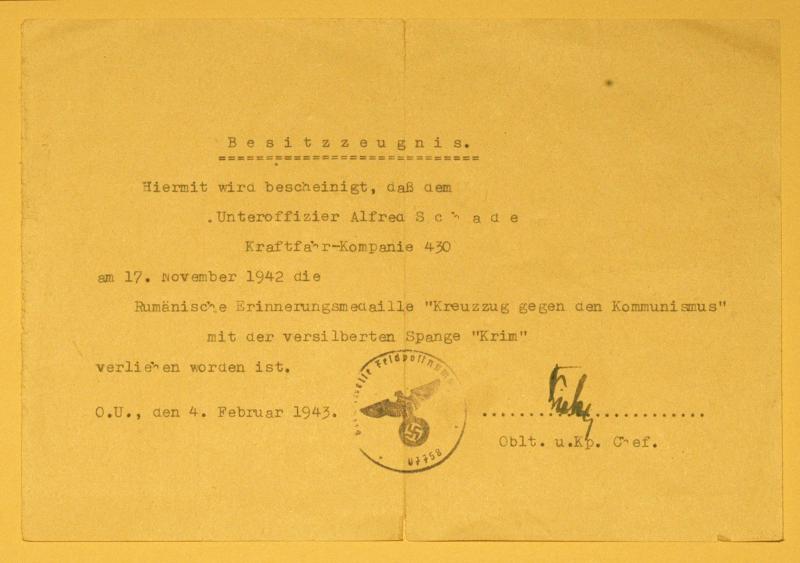 Besitzzeugnis.
Hiermit wird bescheinigt, daß dem
Unteroffizier Alfred Schade
Kraftfahr-Kompanie 430
am 17. November 1942 die
Rumänische Erinnerungsmedaille "Kreuzzug gegen den Kommunismus"
mit der versilberten Spange "Krim"
verliehen worden ist.
O.U., den 4. Februar 1943.
Feldpostnumm
07758
Oblt. u.Kp. Chef.